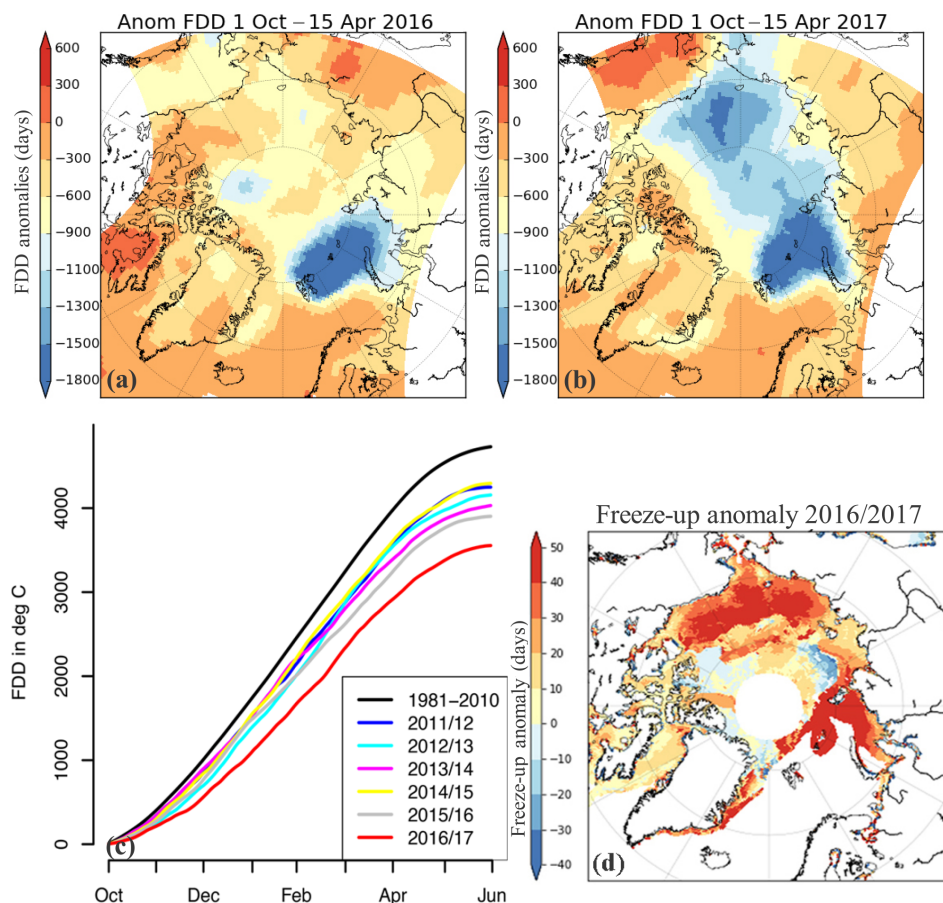 Anom FDD 1 Oct – 15 Apr 2016
FDD anomalies (days)
600
300
0
−300
−600
−900
−1100
−1300
−1500
−1800
(a)
Anom FDD 1 Oct – 15 Apr 2017
FDD anomalies (days)
600
300
0
−300
−600
−900
−1100
−1300
−1500
−1800
(b)
FDD in deg C
4000
3000
2000
1000
0
(c)
Oct
Dec
Feb
Apr
Jun
1981−2010
2011/12
2012/13
2013/14
2014/15
2015/16
2016/17
Freeze-up anomaly 2016/2017
Freeze-up anomaly (days)
50
40
30
20
10
0
−10
−20
−30
−40
(d)